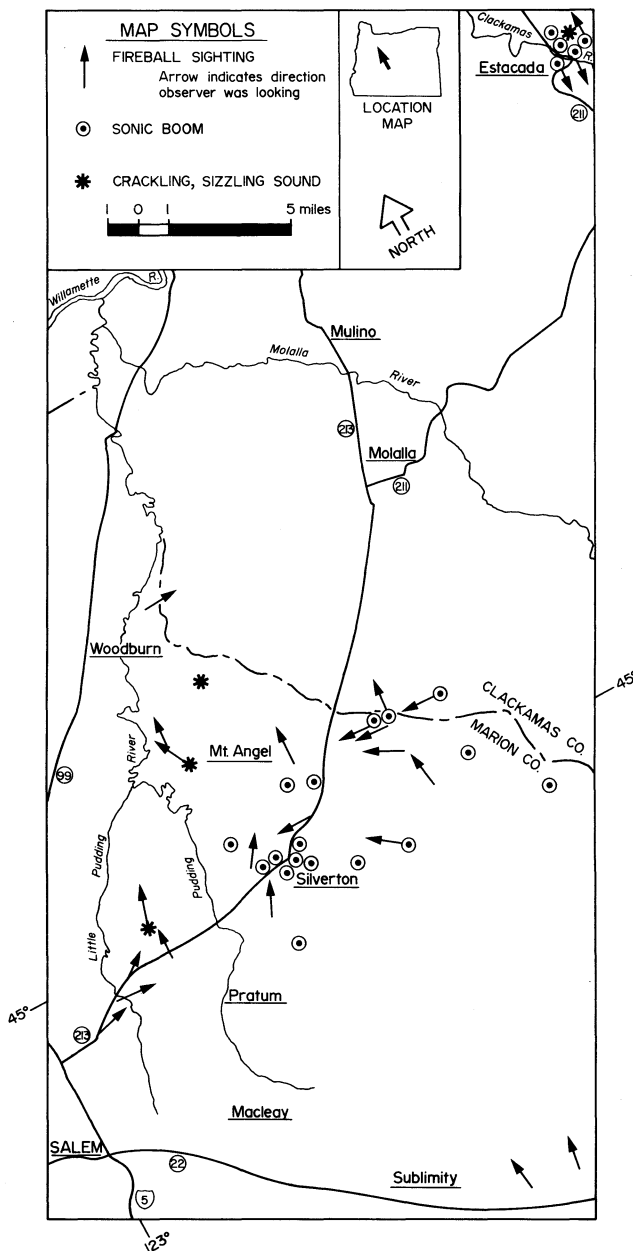 MAP SYMBOLS
FIREBALL SIGHTING
Arrow indicates direction
observer was looking
SONIC BOOM
CRACKLING, SIZZLING SOUND
1 0 1 5 miles
LOCATION
MAP
NORTH
Clackamas
R.
Estacada
211
Willamette
R.
Mulino
Molalla
River
213
Molalla
211
Woodburn
45°
CLACKAMAS CO.
MARION CO.
Mt. Angel
River
99
Pudding
Pudding
Little
Silverton
Pratum
45°
213
Macleay
SALEM
22
Sublimity
5
123°